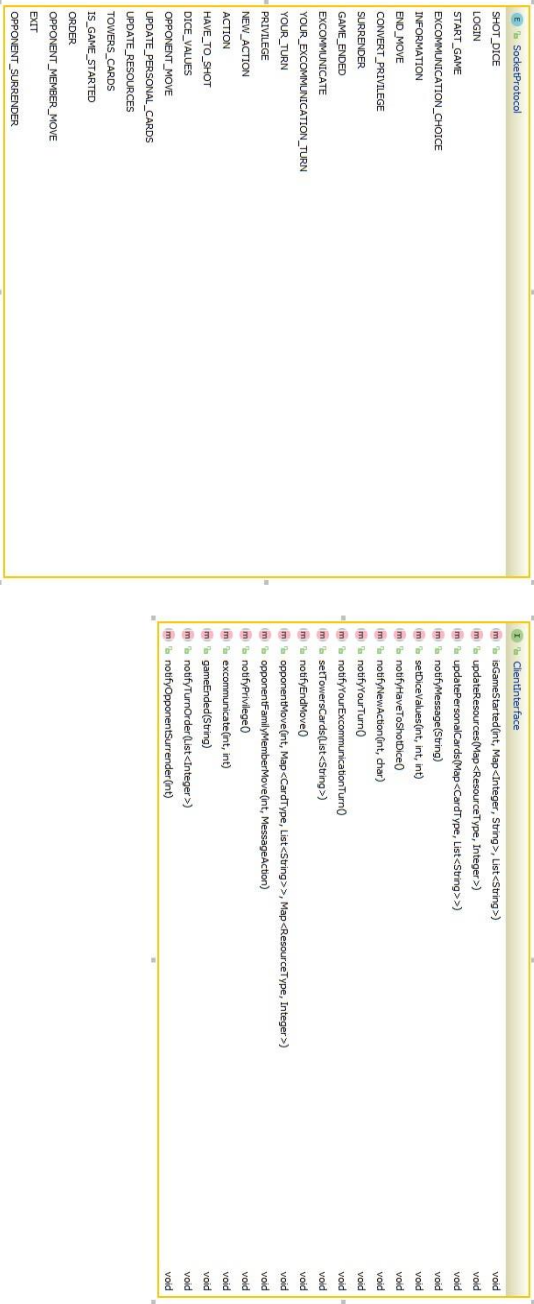 SocketProtocol
SHOT_DICE
LOGIN
START_GAME
EXCOMMUNICATION_CHOICE
INFORMATION
END_MOVE
CONVERT_PRIVILEGE
SURRENDER
GAME_ENDED
EXCOMMUNICATE
YOUR_EXCOMMUNICATION_TURN
YOUR_TURN
PRIVILEGE
NEW_ACTION
ACTION
HAVE_TO_SHOT
DICE_VALUES
OPPONENT_MOVE
UPDATE_PERSONAL_CARDS
UPDATE_RESOURCES
TOWERS_CARDS
IS_GAME_STARTED
ORDER
OPPONENT_MEMBER_MOVE
EXIT
OPPONENT_SURRENDER
ClientInterface
isGameStarted(int, Map<Integer, String>, List<String>) void
updateResources(Map<ResourceType, Integer>) void
updatePersonalCards(Map<CardType, List<String>>) void
notifyMessage(String) void
setDiceValues(int, int, int) void
notifyHaveToShotDice() void
notifyNewAction(int, char) void
notifyYourTurn() void
notifyYourExcommunicationTurn() void
setTowersCards(List<String>) void
notifyEndMove() void
opponentMove(int, Map<CardType, List<String>>, Map<ResourceType, Integer>) void
opponentFamilyMemberMove(int, MessageAction) void
notifyPrivilege() void
excommunicate(int, int) void
gameEnded(String) void
notifyTurnOrder(List<Integer>) void
notifyOpponentSurrender(int) void